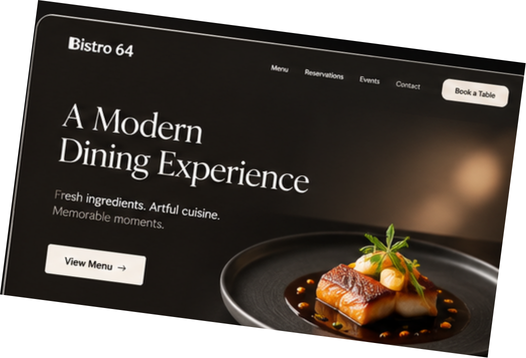 Bistro 64
Menu Reservations Events Contact Book a Table
A Modern
Dining Experience
Fresh ingredients. Artful cuisine.
Memorable moments.
View Menu →